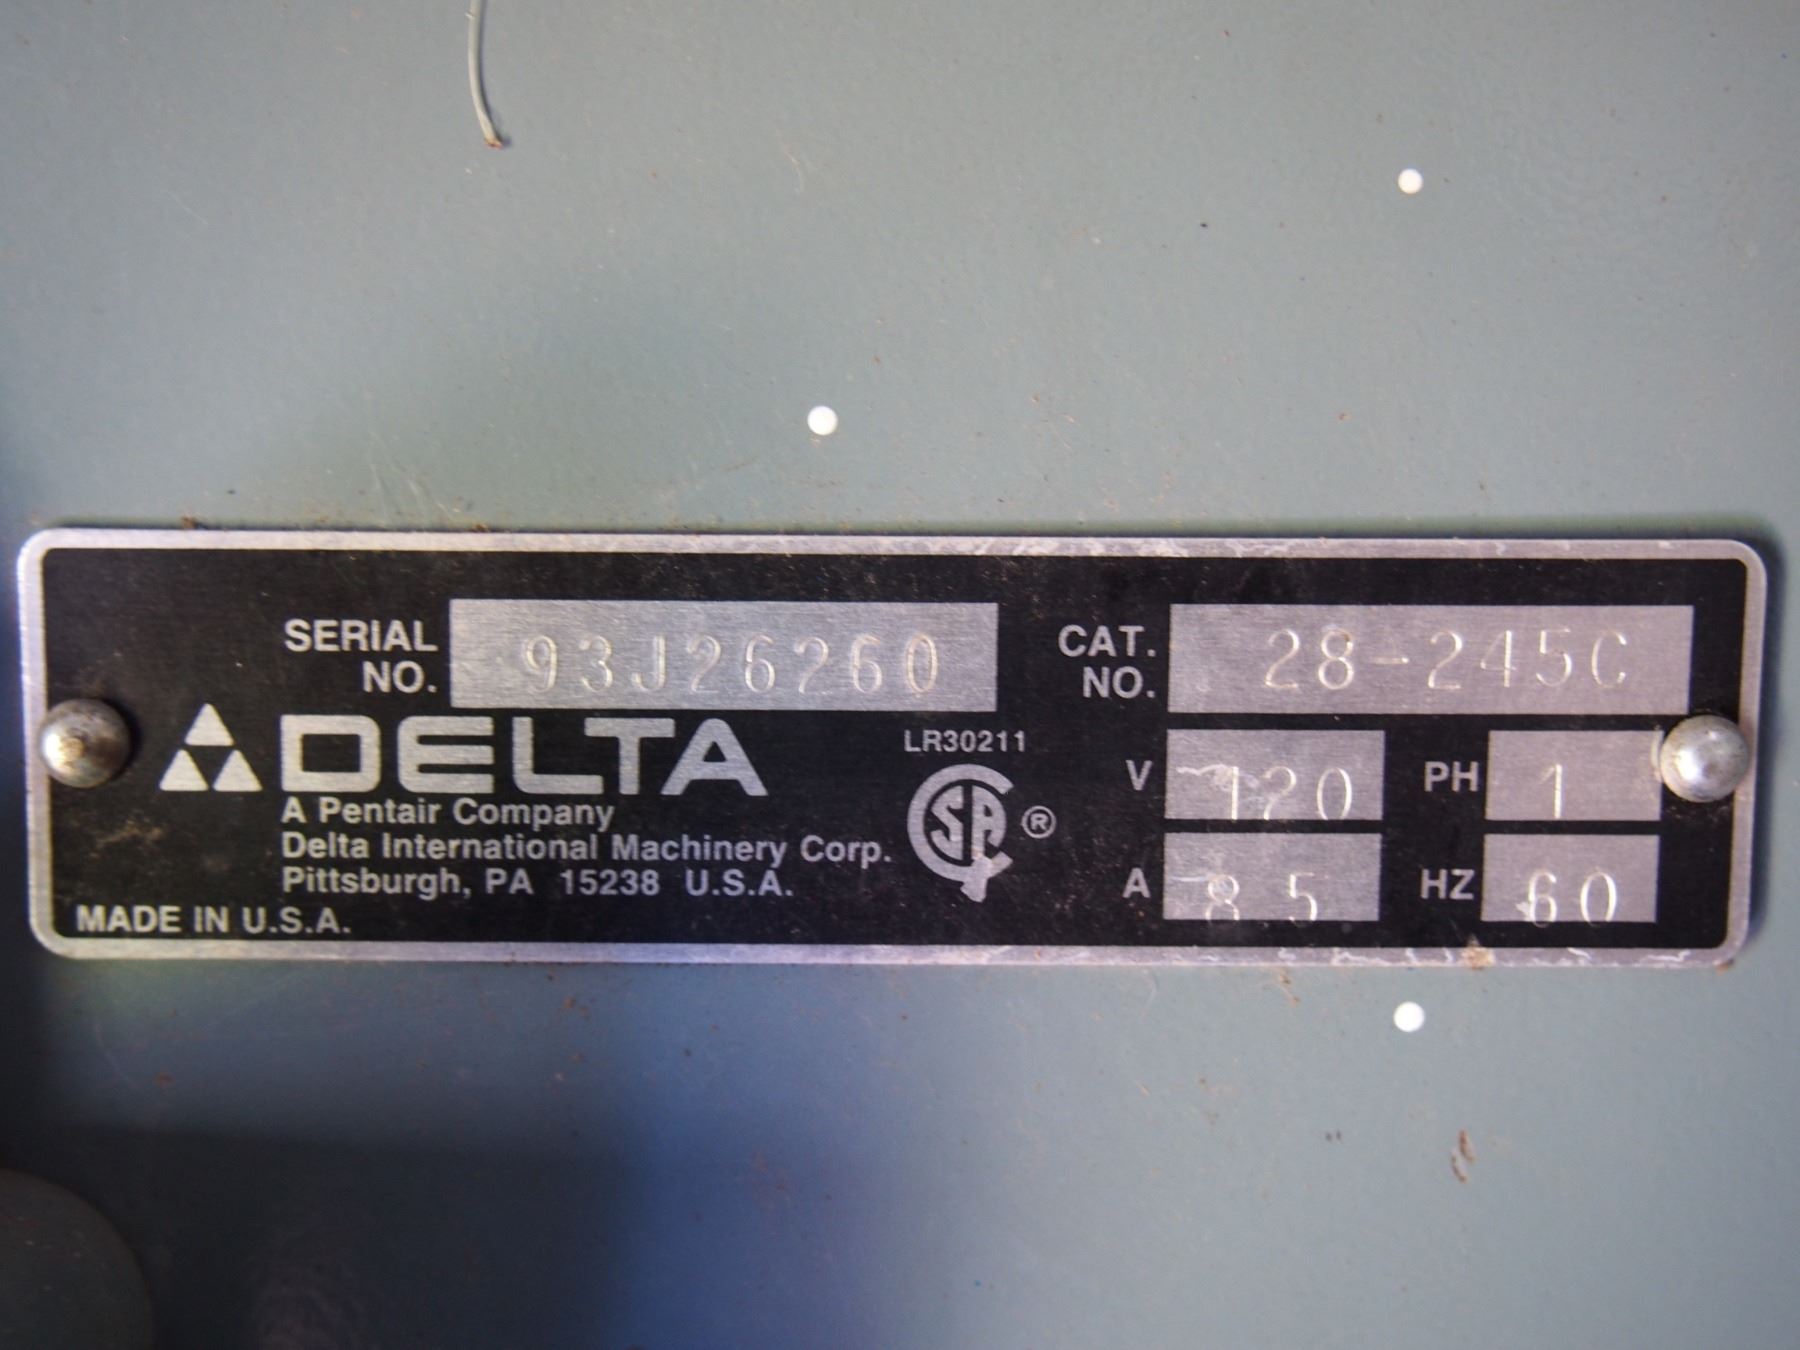 SERIAL NO. 93J26260
CAT. NO. 28-245C
DELTA
LR30211
V 120 PH 1
A Pentair Company
SA ®
Delta International Machinery Corp.
A 8 5 HZ 60
Pittsburgh, PA 15238 U.S.A.
MADE IN U.S.A.